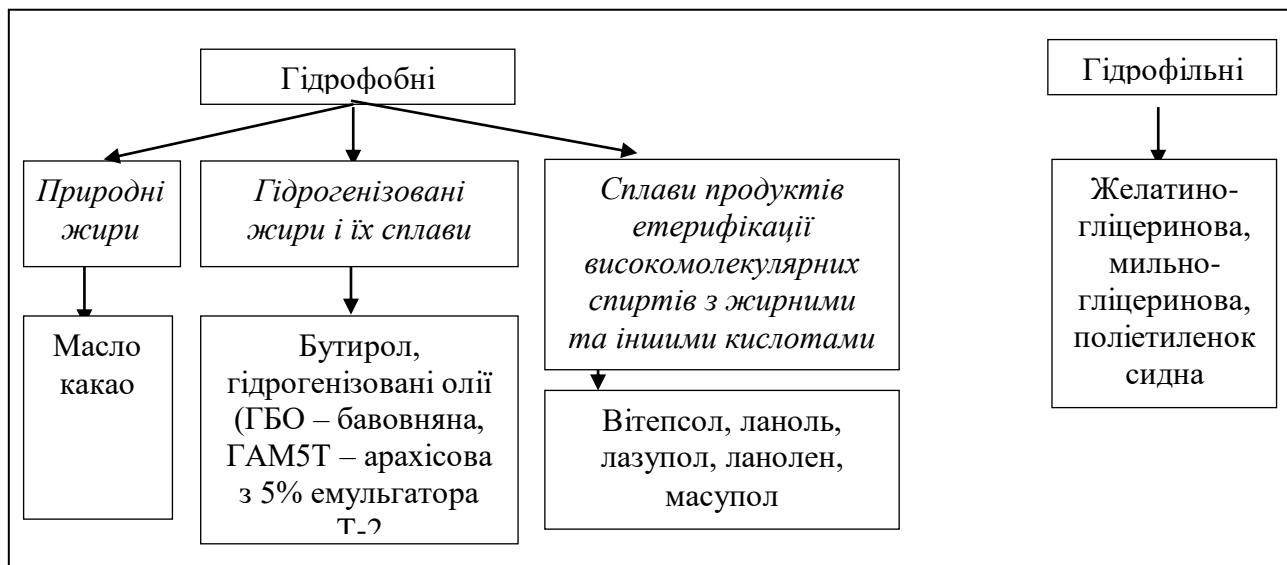 Гідрофобні
Гідрофільні
Природні
жири
Гідрогенізовані
жири і їх сплави
Сплави продуктів
етерифікації
високомолекулярних
спиртів з жирними
та іншими кислотами
Желатино-
гліцеринова,
мильно-
гліцеринова,
поліетиленок
сидна
Масло
какао
Бутирол,
гідрогенізовані олії
(ГБО – бавовняна,
ГАМ5Т – арахісова
з 5% емульгатора
Т-2
Вітепсол, ланоль,
лазупол, ланолен,
масупол